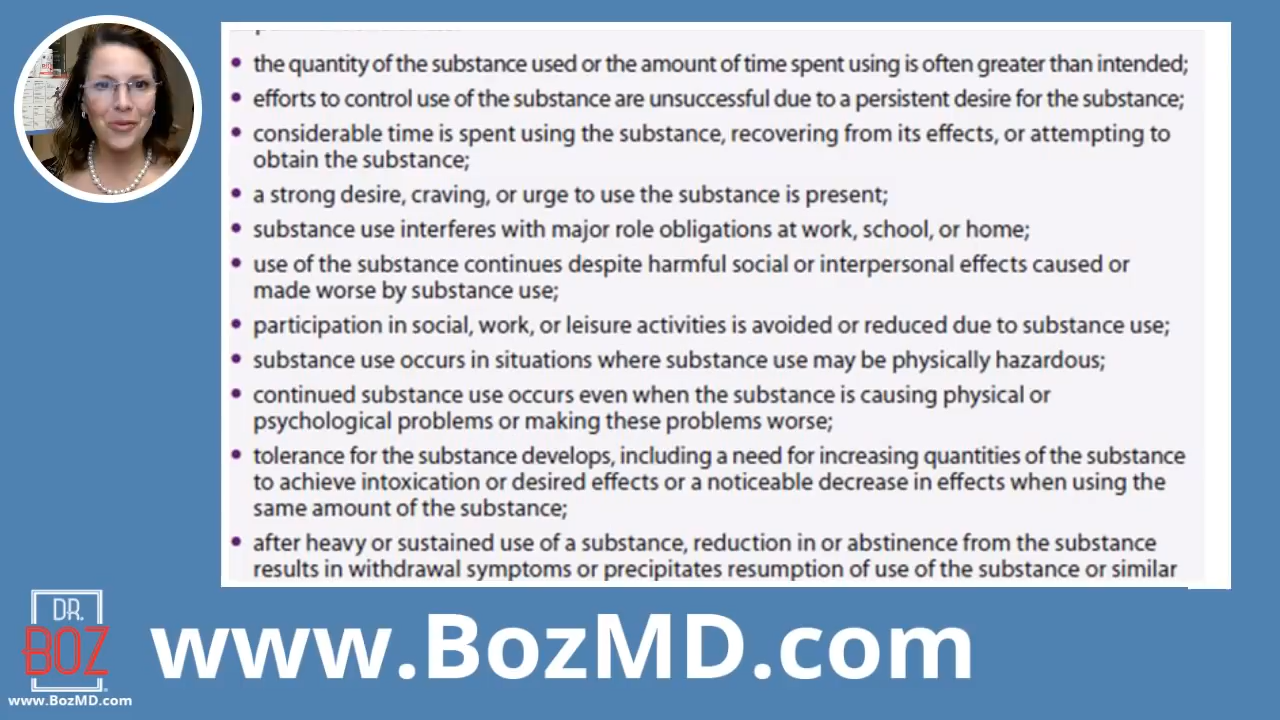 • the quantity of the substance used or the amount of time spent using is often greater than intended;
• efforts to control use of the substance are unsuccessful due to a persistent desire for the substance;
• considerable time is spent using the substance, recovering from its effects, or attempting to
obtain the substance;
• a strong desire, craving, or urge to use the substance is present;
• substance use interferes with major role obligations at work, school, or home;
• use of the substance continues despite harmful social or interpersonal effects caused or
made worse by substance use;
• participation in social, work, or leisure activities is avoided or reduced due to substance use;
• substance use occurs in situations where substance use may be physically hazardous;
• continued substance use occurs even when the substance is causing physical or
psychological problems or making these problems worse;
• tolerance for the substance develops, including a need for increasing quantities of the substance
to achieve intoxication or desired effects or a noticeable decrease in effects when using the
same amount of the substance;
• after heavy or sustained use of a substance, reduction in or abstinence from the substance
results in withdrawal symptoms or precipitates resumption of use of the substance or similar
DR.
BOZ
www.BozMD.com
www.BozMD.com